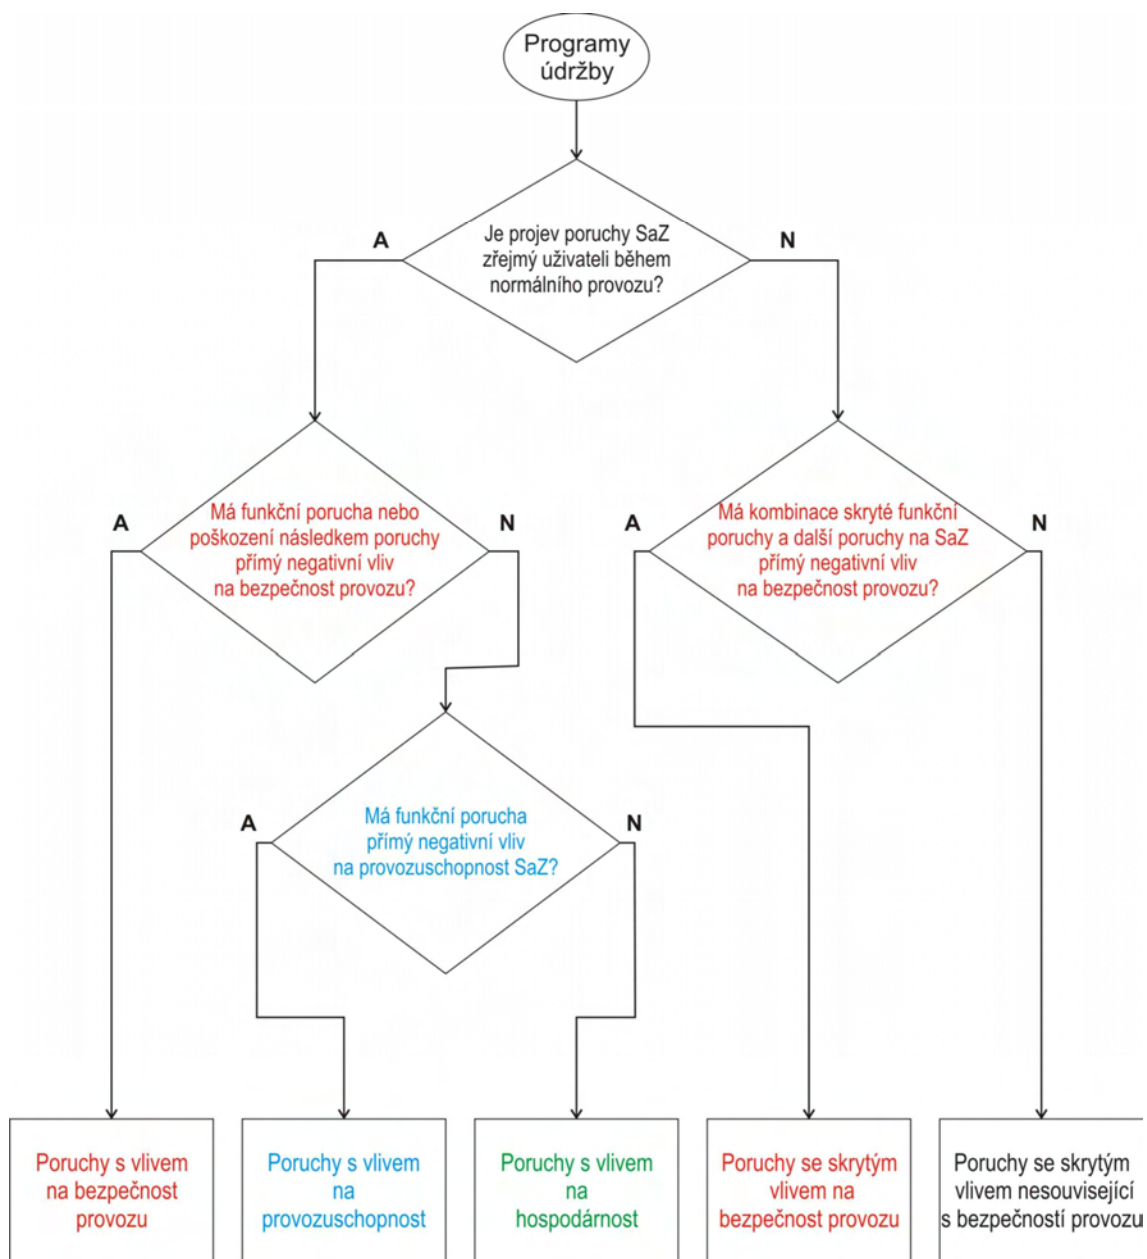 Programy
údržby
A
Je projev poruchy SaZ
zřejmý uživateli během
normálního provozu?
N
A
Má funkční porucha nebo
poškození následkem poruchy
přímý negativní vliv
na bezpečnost provozu?
N
A
Má kombinace skryté funkční
poruchy a další poruchy na SaZ
přímý negativní vliv
na bezpečnost provozu?
N
A
Má funkční porucha
přímý negativní vliv
na provozuschopnost SaZ?
N
Poruchy s vlivem
na bezpečnost
provozu
Poruchy s vlivem
na
provozuschopnost
Poruchy s vlivem
na
hospodárnost
Poruchy se skrytým
vlivem na
bezpečnost provozu
Poruchy se skrytým
vlivem nesouvisející
s bezpečností provozu